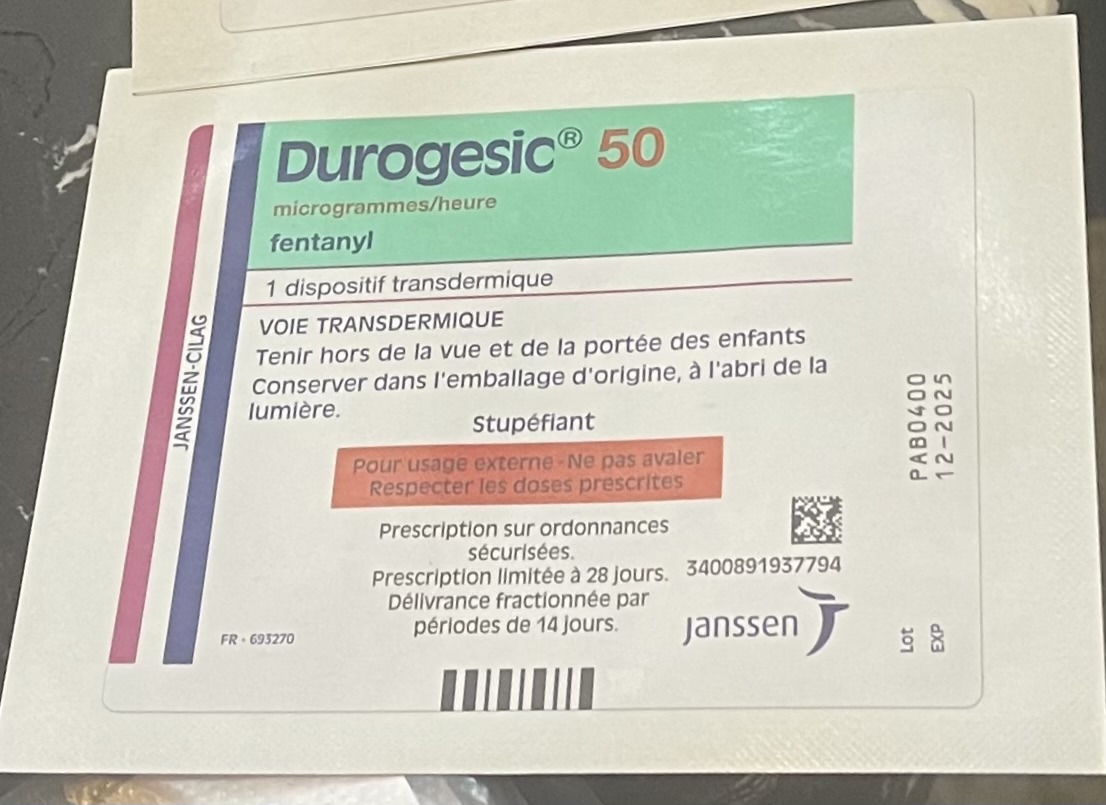 Durogesic® 50
microgrammes/heure
fentanyl
1 dispositif transdermique
VOIE TRANSDERMIQUE
Tenir hors de la vue et de la portée des enfants
Conserver dans l'emballage d'origine, à l'abri de la
lumière.
Stupéfiant
Pour usage externe - Ne pas avaler
Respecter les doses prescrites
Prescription sur ordonnances
sécurisées.
Prescription limitée à 28 jours.
Délivrance fractionnée par
périodes de 14 jours.
3400891937794
janssen
FR - 693270
JANSSEN-CILAG
Lot PAB0400
EXP 12-2025